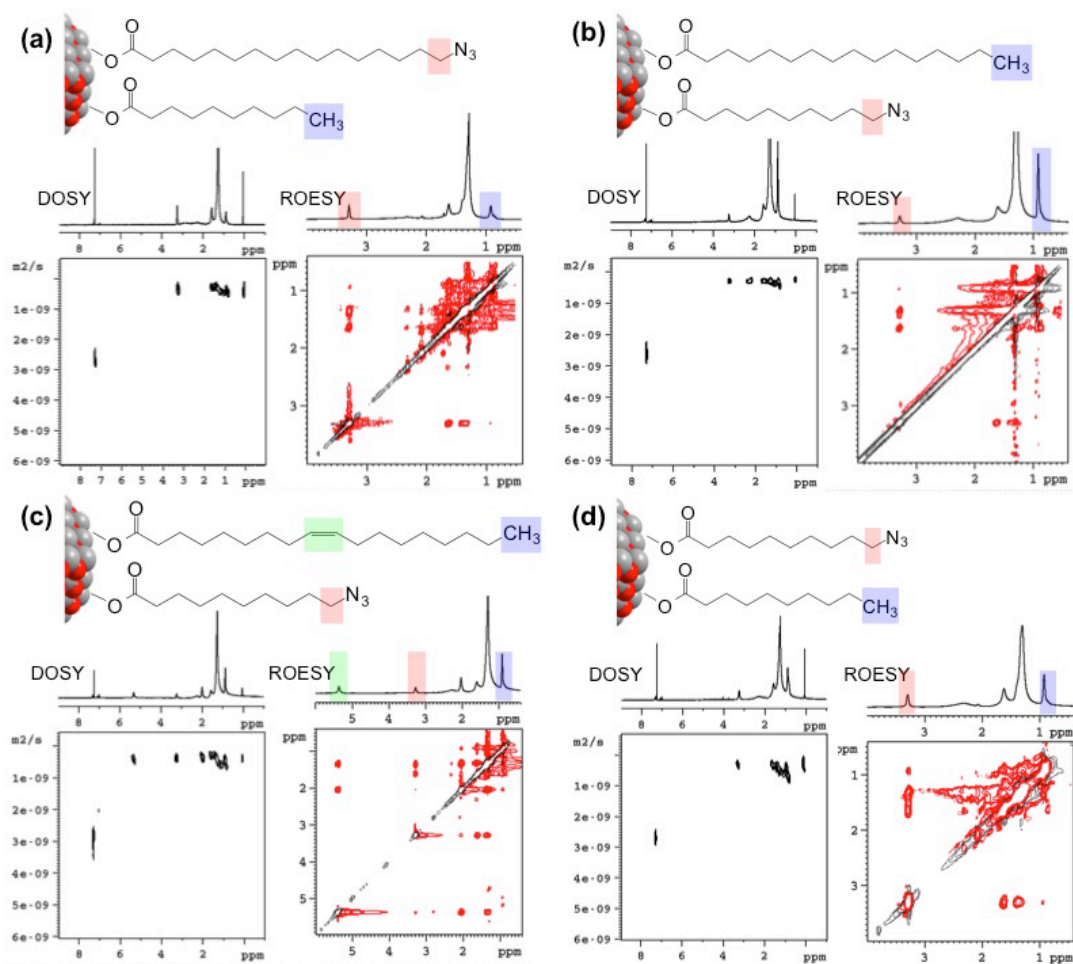 (a)
O
O
N3
O
O
CH3
DOSY
ROESY
8 6 4 2 ppm
3 2 1 ppm
m2/s
1e-09
2e-09
3e-09
4e-09
5e-09
6e-09
8 7 6 5 4 3 2 1 ppm
ppm
1
2
3
3 2 1 ppm
(b)
O
O
CH3
O
O
N3
DOSY
ROESY
8 6 4 2 ppm
3 2 1 ppm
m2/s
1e-09
2e-09
3e-09
4e-09
5e-09
6e-09
8 6 4 2 ppm
ppm
1
2
3
3 2 1 ppm
(c)
O
O
CH3
O
O
N3
DOSY
ROESY
8 6 4 2 ppm
5 4 3 2 1 ppm
m2/s
1e-09
2e-09
3e-09
4e-09
5e-09
6e-09
8 6 4 2 ppm
ppm
1
2
3
4
5
5 4 3 2 1 ppm
(d)
O
O
N3
O
O
CH3
DOSY
ROESY
8 6 4 2 ppm
3 2 1 ppm
m2/s
1e-09
2e-09
3e-09
4e-09
5e-09
6e-09
8 6 4 2 ppm
ppm
1
2
3
3 2 1 ppm